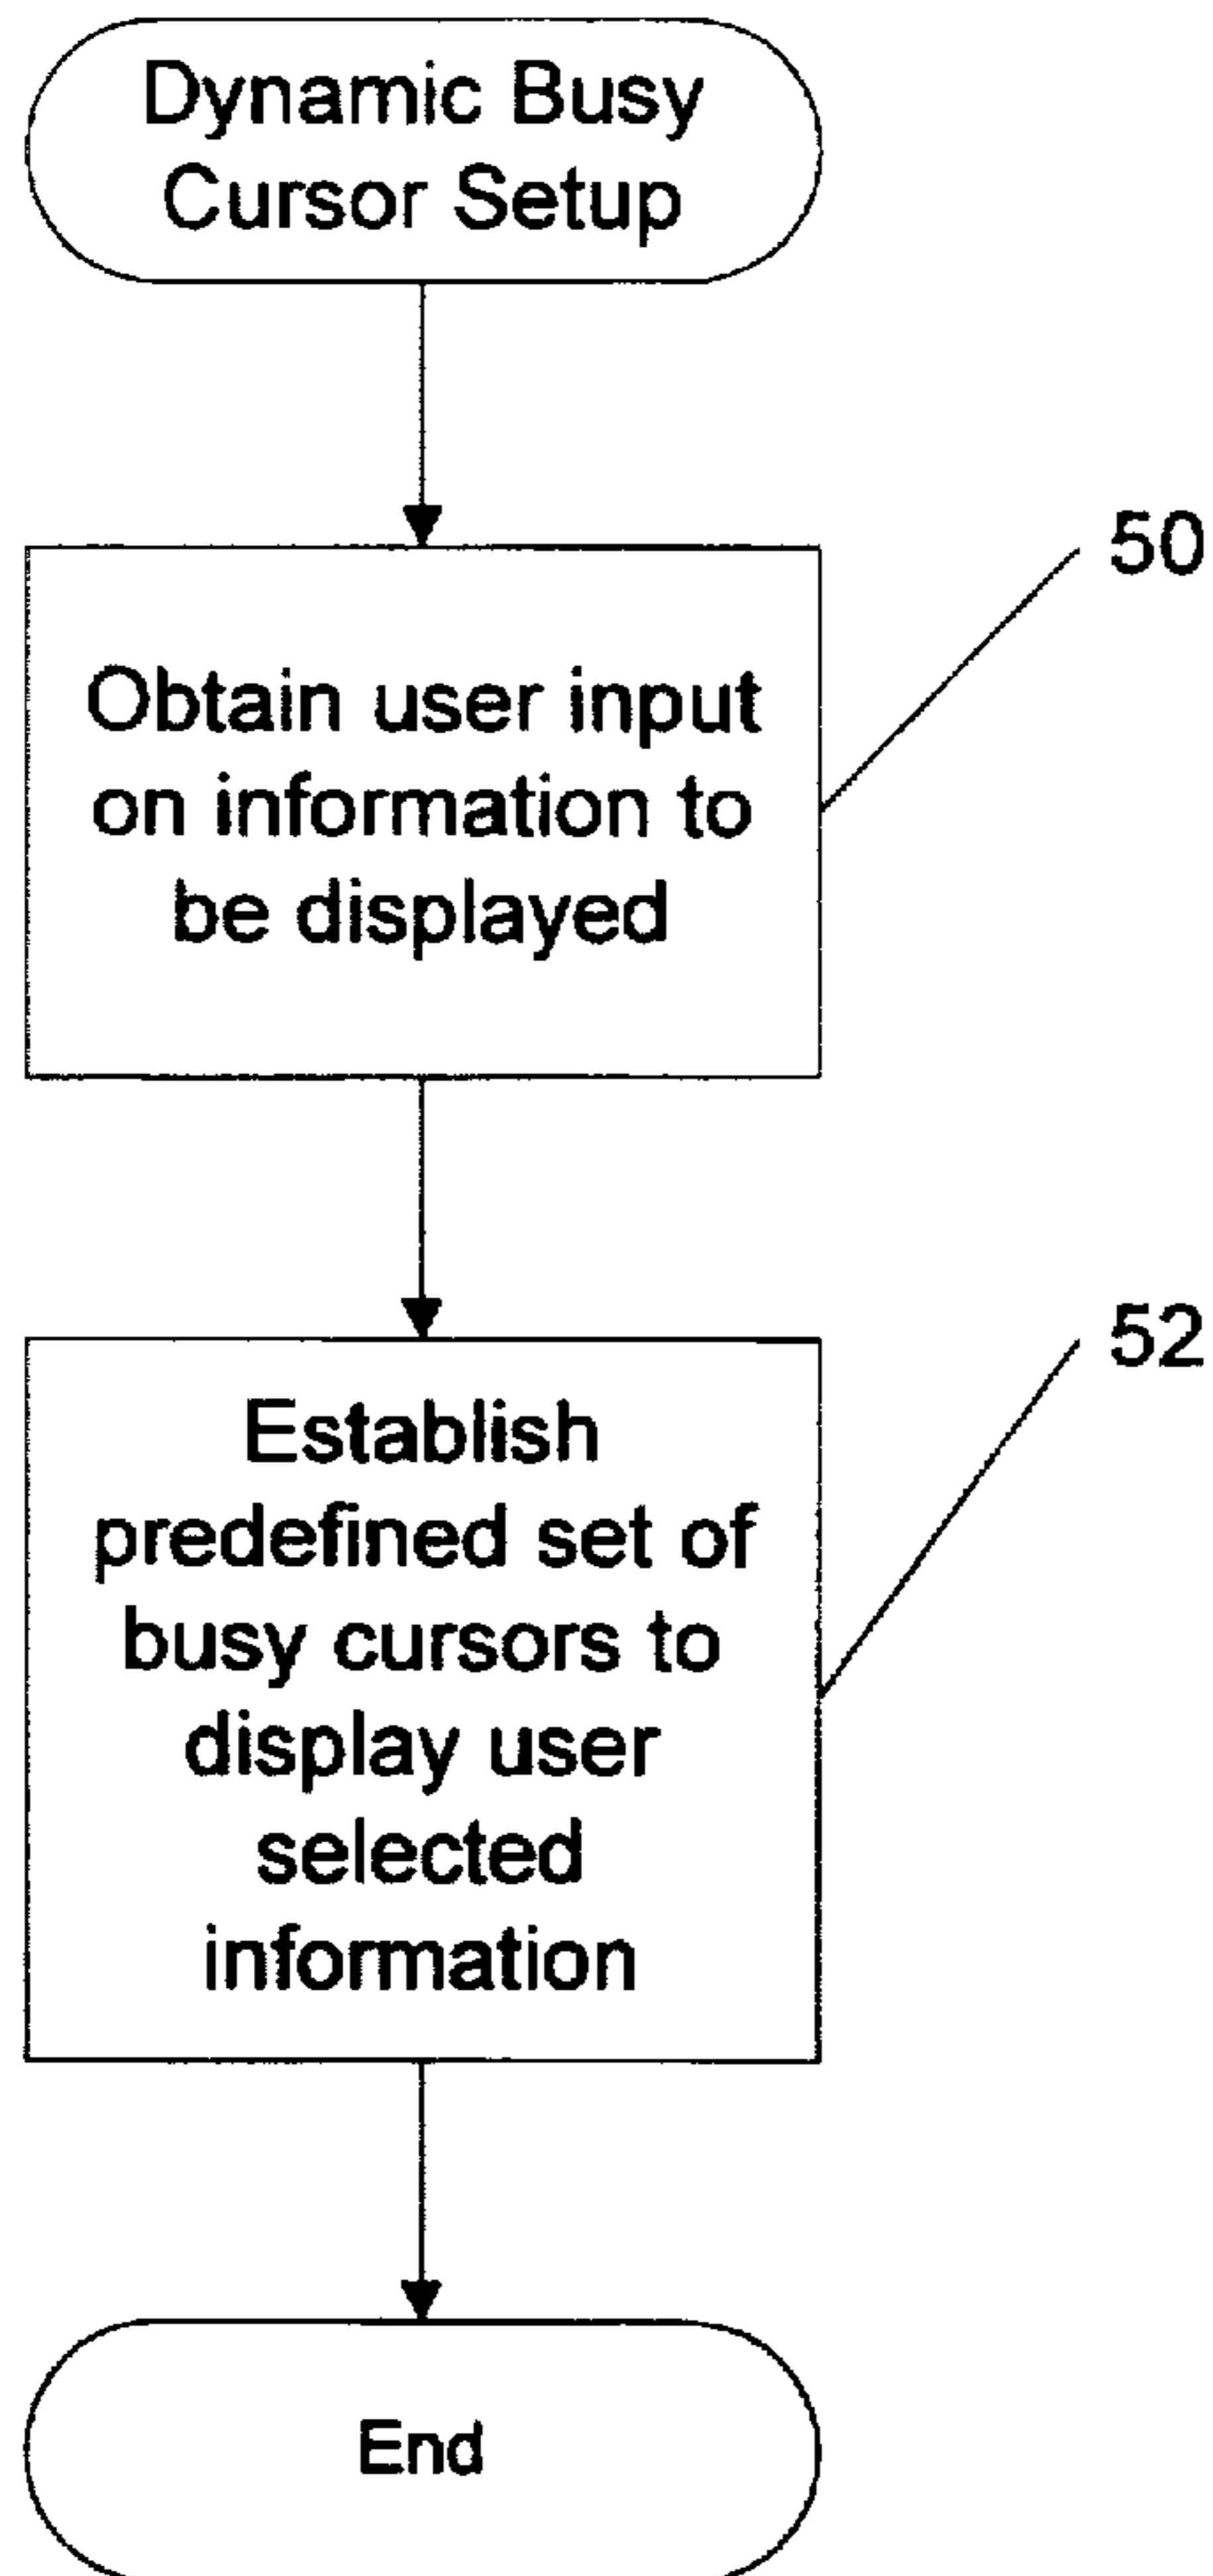 Dynamic Busy
Cursor Setup
50
Obtain user input
on information to
be displayed
52
Establish
predefined set of
busy cursors to
display user
selected
information
End